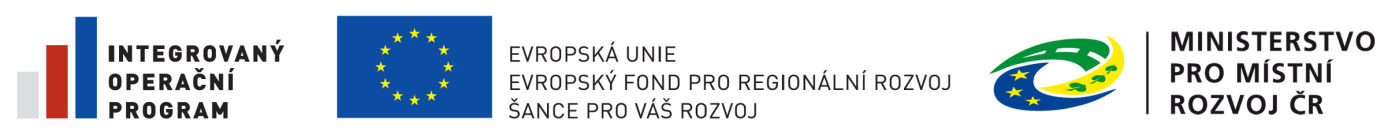 INTEGROVANÝ
OPERAČNÍ
PROGRAM
EVROPSKÁ UNIE
EVROPSKÝ FOND PRO REGIONÁLNÍ ROZVOJ
ŠANCE PRO VÁŠ ROZVOJ
MINISTERSTVO
PRO MÍSTNÍ
ROZVOJ ČR